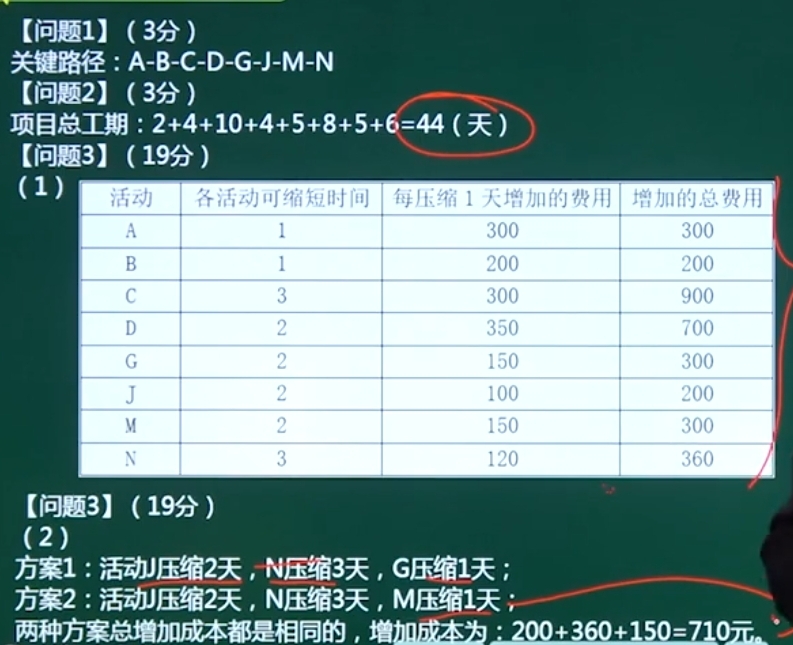 【问题1】（3分）
关键路径：A-B-C-D-G-J-M-N
【问题2】（3分）
项目总工期：2+4+10+4+5+8+5+6=44（天）
【问题3】（19分）
（1）
活动 各活动可缩短时间 每压缩1天增加的费用 增加的总费用
A 1 300 300
B 1 200 200
C 3 300 900
D 2 350 700
G 2 150 300
J 2 100 200
M 2 150 300
N 3 120 360
【问题3】（19分）
（2）
方案1：活动J压缩2天，N压缩3天，G压缩1天；
方案2：活动J压缩2天，N压缩3天，M压缩1天；
两种方案总增加成本都是相同的，增加成本为：200+360+150=710元。